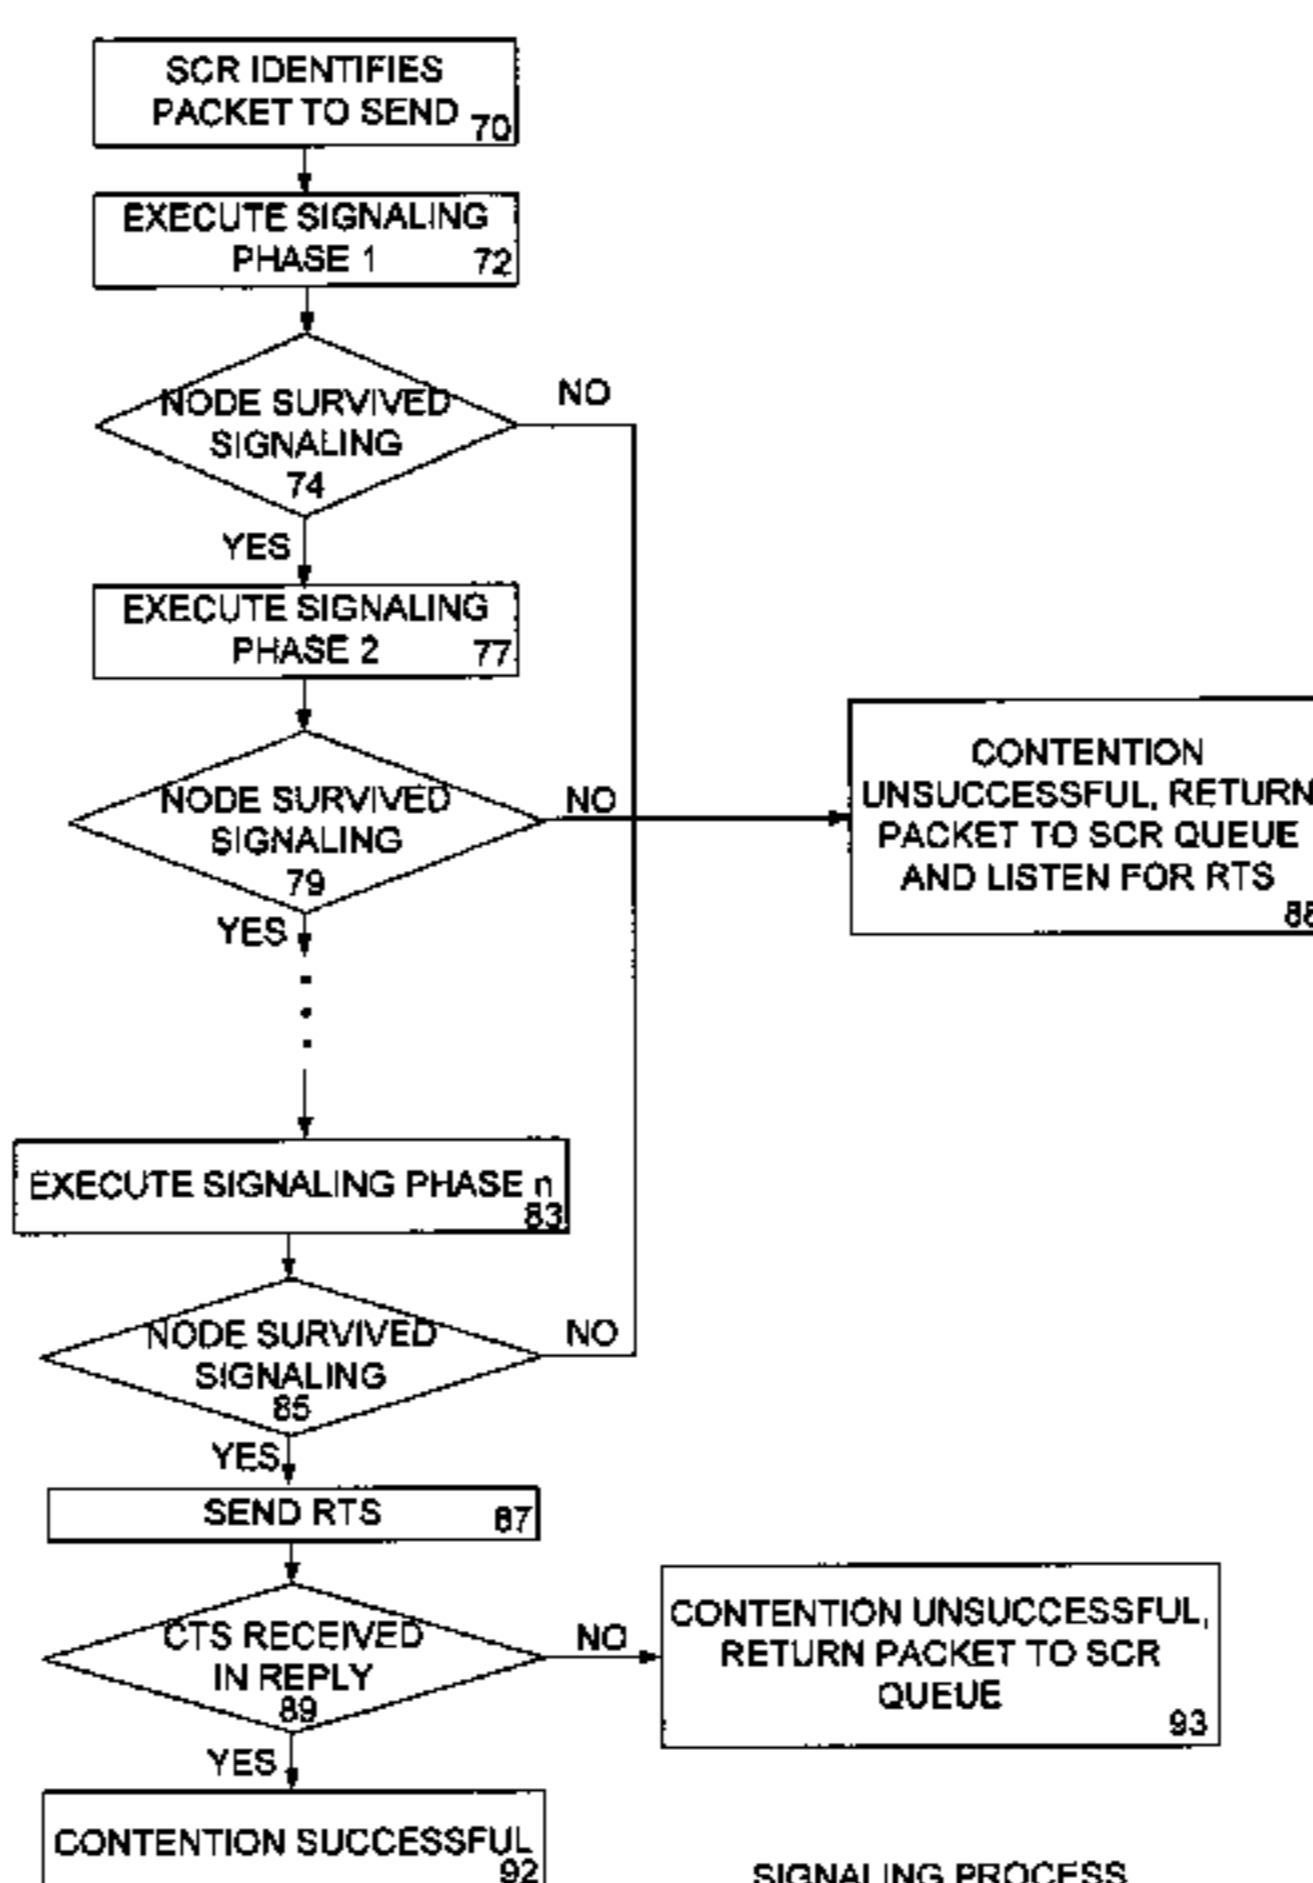 SCR IDENTIFIES
PACKET TO SEND 70
EXECUTE SIGNALING
PHASE 1 72
NODE SURVIVED
SIGNALING
74
NO
YES
EXECUTE SIGNALING
PHASE 2 77
NODE SURVIVED
SIGNALING
79
NO
YES
CONTENTION
UNSUCCESSFUL, RETURN
PACKET TO SCR QUEUE
AND LISTEN FOR RTS
EXECUTE SIGNALING PHASE n
83
NODE SURVIVED
SIGNALING
85
NO
YES
SEND RTS 87
CTS RECEIVED
IN REPLY
89
NO
YES
CONTENTION UNSUCCESSFUL,
RETURN PACKET TO SCR
QUEUE
93
CONTENTION SUCCESSFUL
92
SIGNALING PROCESS